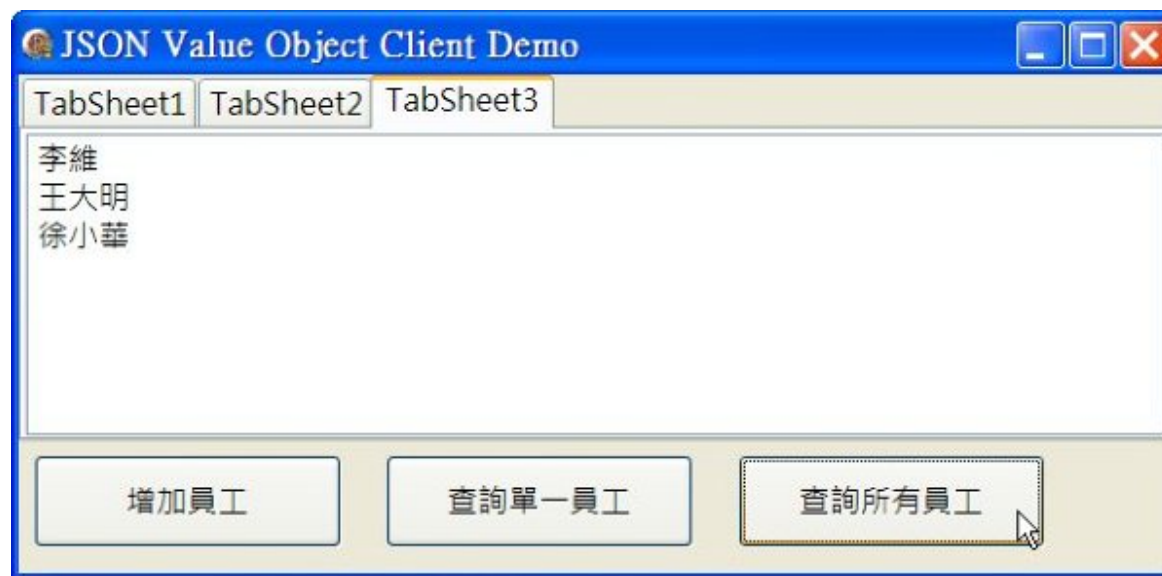 JSON Value Object Client Demo
TabSheet1 TabSheet2 TabSheet3
李維
王大明
徐小華
增加員工 查詢單一員工 查詢所有員工